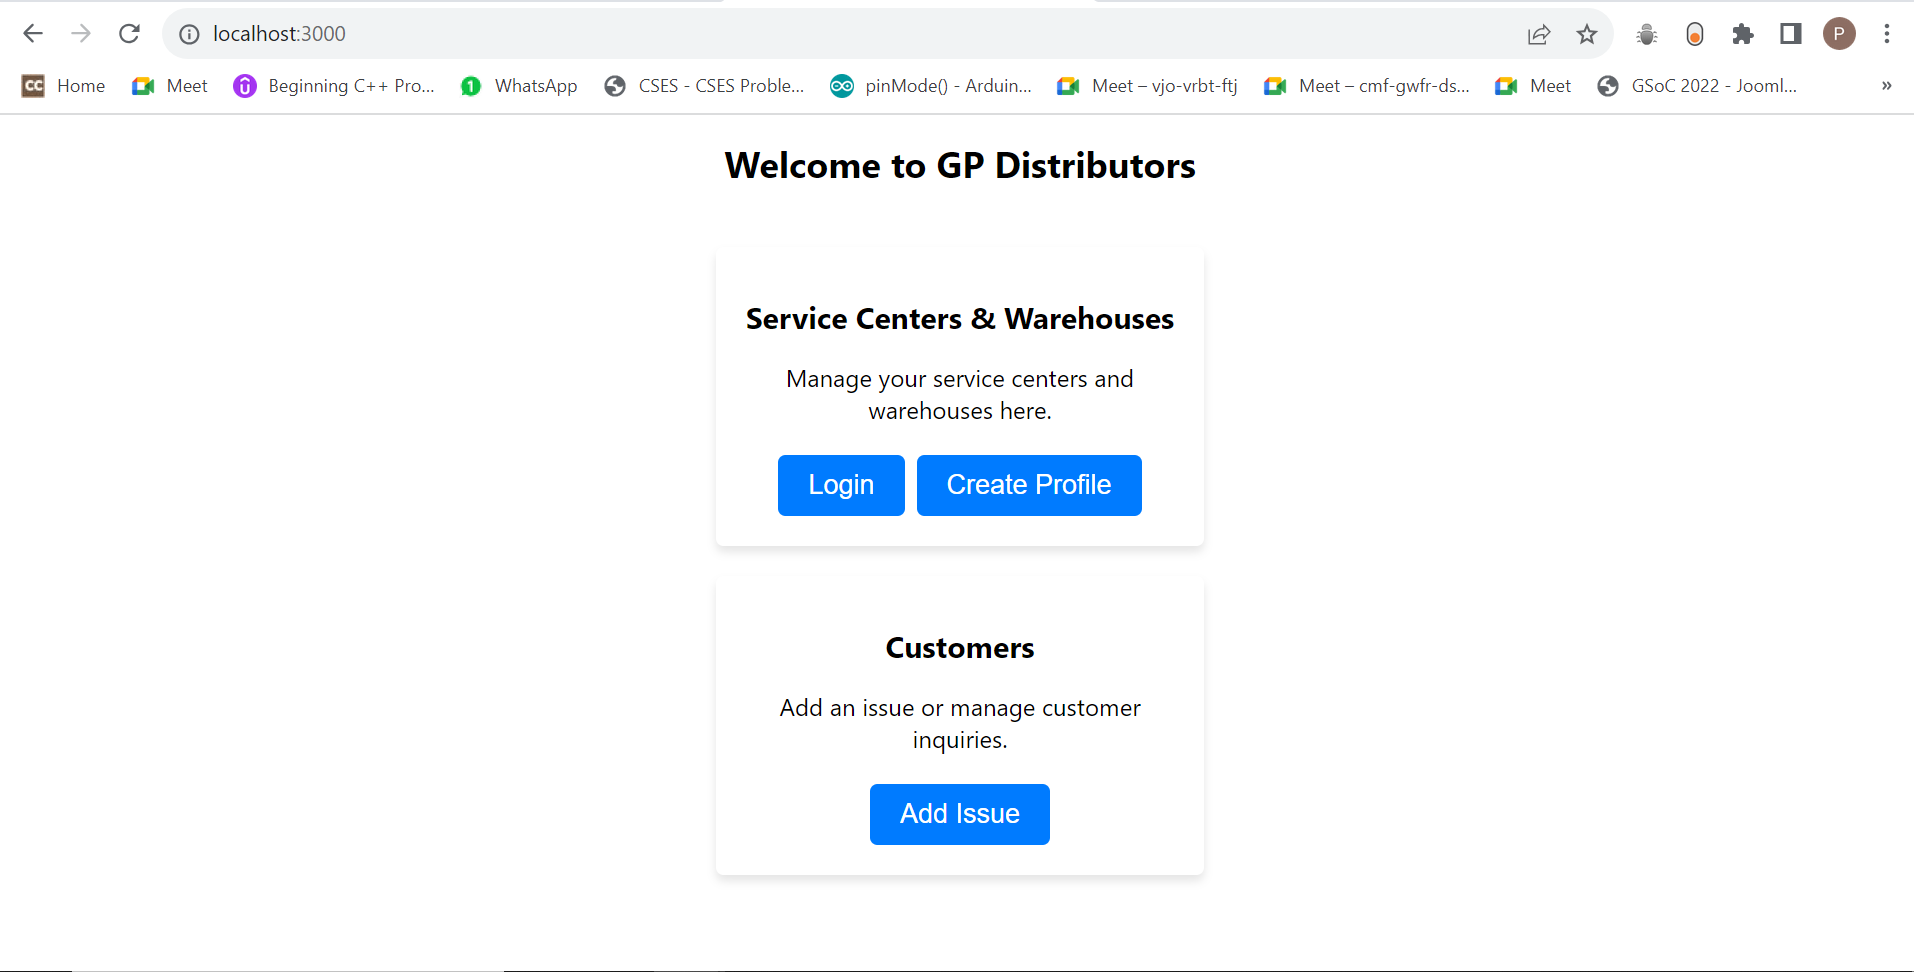 localhost:3000
P
CC Home Meet Beginning C++ Pro... 1 WhatsApp CSES - CSES Proble... pinMode() - Arduin... Meet – vjo-vrbt-ftj Meet – cmf-gwfr-ds... Meet GSoC 2022 - Jooml... »
Welcome to GP Distributors
Service Centers & Warehouses
Manage your service centers and
warehouses here.
Login Create Profile
Customers
Add an issue or manage customer
inquiries.
Add Issue